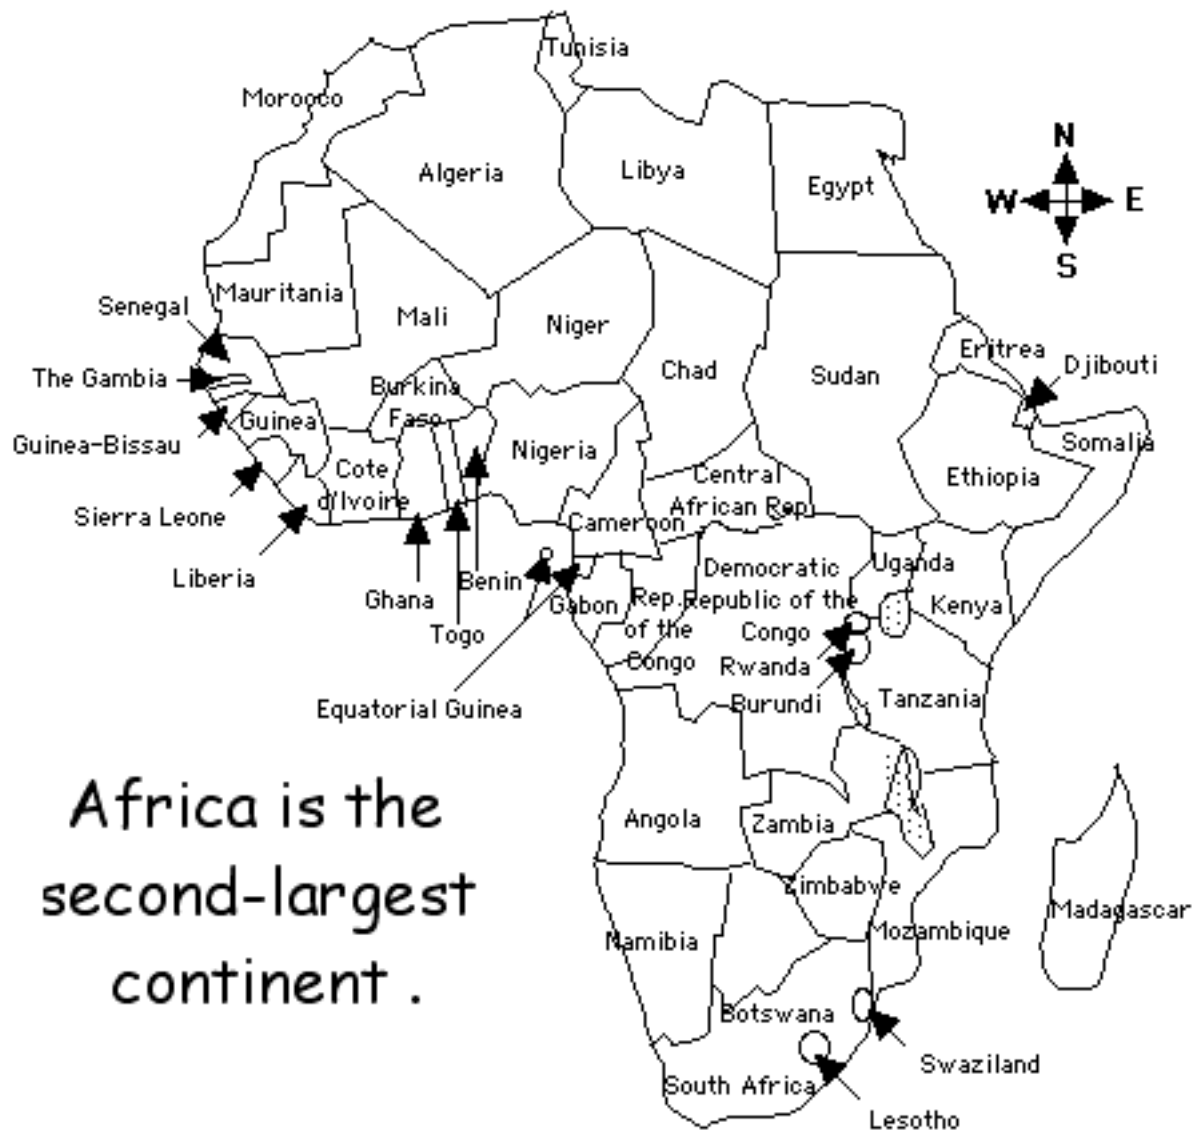 Tunisia
Morocco
Algeria
Libya
Egypt
N
W
E
S
Mauritania
Senegal
Mali
Niger
Chad
Sudan
Eritrea
Djibouti
The Gambia
Burkina
Faso
Guinea
Guinea-Bissau
Nigeria
Somalia
Cote
d'Ivoire
Central
African Rep.
Ethiopia
Sierra Leone
Cameroon
Liberia
Ghana
Togo
Benin
Gabon
Rep.
of the
Congo
Democratic
Republic of the
Congo
Uganda
Kenya
Rwanda
Burundi
Tanzania
Equatorial Guinea
Africa is the
second-largest
continent .
Angola
Zambia
Zimbabwe
Mozambique
Madagascar
Namibia
Botswana
Swaziland
South Africa
Lesotho